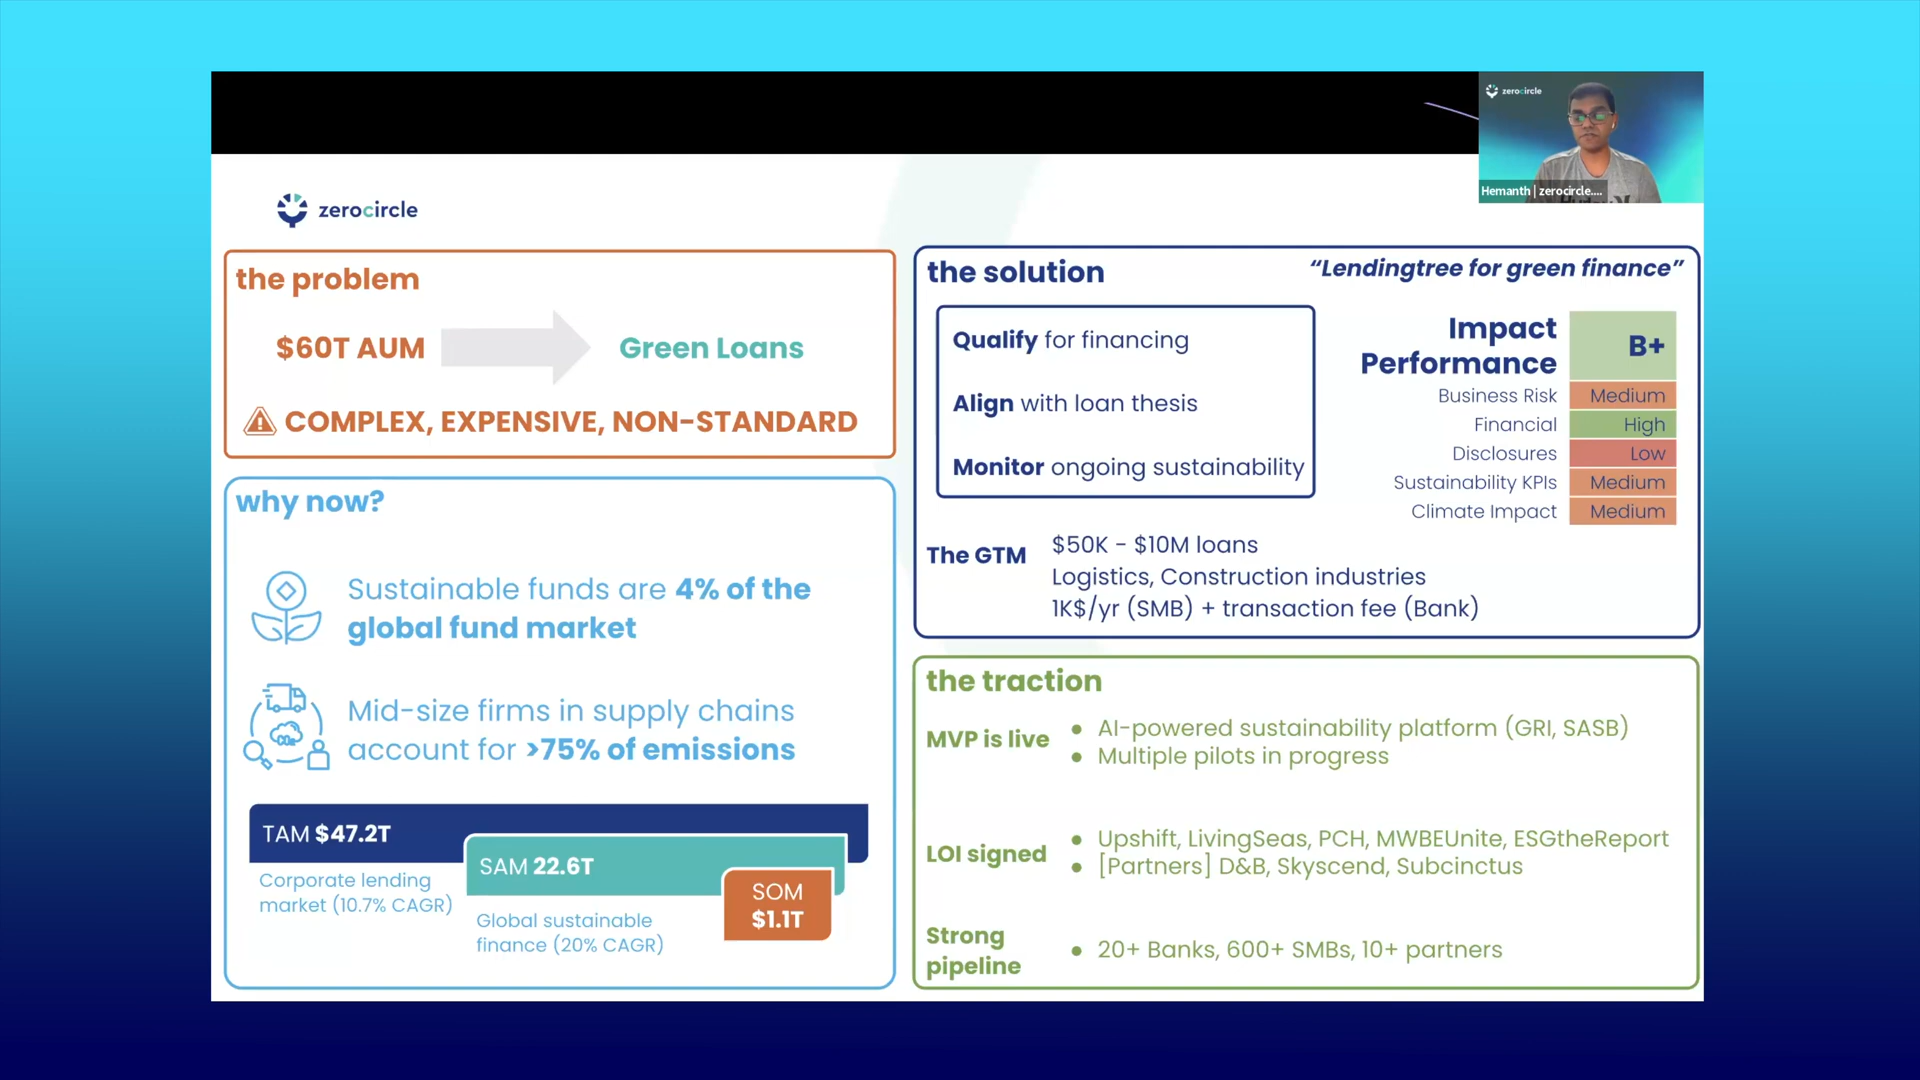 zerocircle
Hemanth | zerocircle....
zerocircle
the problem
$60T AUM
Green Loans
COMPLEX, EXPENSIVE, NON-STANDARD
why now?
Sustainable funds are 4% of the
global fund market
CO₂
Mid-size firms in supply chains
account for >75% of emissions
TAM $47.2T
Corporate lending
market (10.7% CAGR)
SAM 22.6T
Global sustainable
finance (20% CAGR)
SOM
$1.1T
the solution
“Lendingtree for green finance”
Qualify for financing
Align with loan thesis
Monitor ongoing sustainability
Impact
Performance
B+
Business Risk Medium
Financial High
Disclosures Low
Sustainability KPIs Medium
Climate Impact Medium
The GTM
$50K - $10M loans
Logistics, Construction industries
1K$/yr (SMB) + transaction fee (Bank)
the traction
MVP is live
• AI-powered sustainability platform (GRI, SASB)
• Multiple pilots in progress
LOI signed
• Upshift, LivingSeas, PCH, MWBEUnite, ESGtheReport
• [Partners] D&B, Skyscend, Subcinctus
Strong
pipeline
• 20+ Banks, 600+ SMBs, 10+ partners